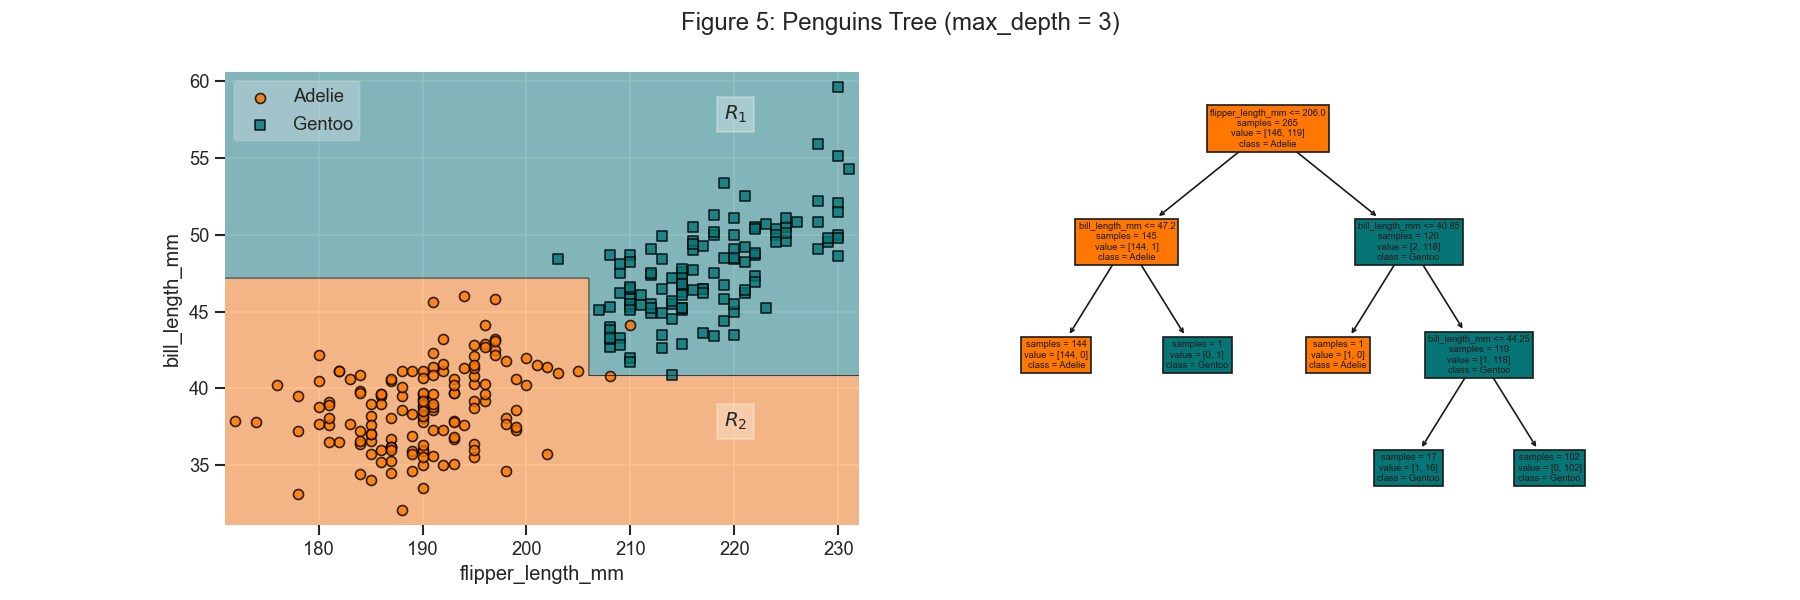 Figure 5: Penguins Tree (max_depth = 3)
60
55
50
45
40
35
bill_length_mm
Adelie
Gentoo
R1
R2
180
190
200
210
220
230
flipper_length_mm
flipper_length_mm <= 206.0
samples = 265
value = [146, 119]
class = Adelie
bill_length_mm <= 47.2
samples = 145
value = [144, 1]
class = Adelie
bill_length_mm <= 40.85
samples = 120
value = [2, 118]
class = Gentoo
samples = 144
value = [144, 0]
class = Adelie
samples = 1
value = [0, 1]
class = Gentoo
samples = 1
value = [1, 0]
class = Adelie
bill_length_mm <= 44.25
samples = 119
value = [1, 118]
class = Gentoo
samples = 17
value = [1, 16]
class = Gentoo
samples = 102
value = [0, 102]
class = Gentoo